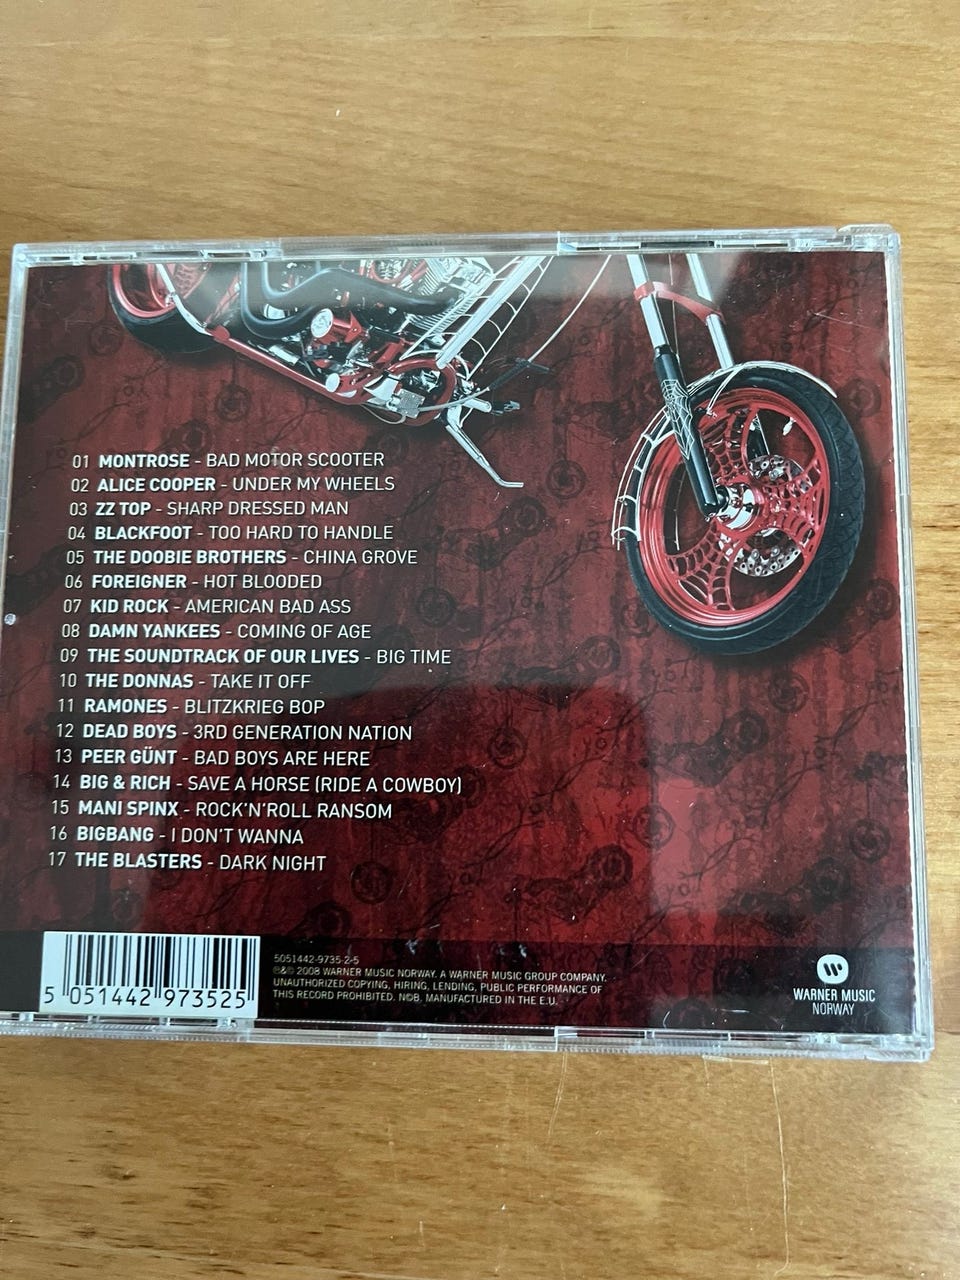 01 MONTROSE - BAD MOTOR SCOOTER
02 ALICE COOPER - UNDER MY WHEELS
03 ZZ TOP - SHARP DRESSED MAN
04 BLACKFOOT - TOO HARD TO HANDLE
05 THE DOOBIE BROTHERS - CHINA GROVE
06 FOREIGNER - HOT BLOODED
07 KID ROCK - AMERICAN BAD ASS
08 DAMN YANKEES - COMING OF AGE
09 THE SOUNDTRACK OF OUR LIVES - BIG TIME
10 THE DONNAS - TAKE IT OFF
11 RAMONES - BLITZKRIEG BOP
12 DEAD BOYS - 3RD GENERATION NATION
13 PEER GÜNT - BAD BOYS ARE HERE
14 BIG & RICH - SAVE A HORSE (RIDE A COWBOY)
15 MANI SPINX - ROCK'N'ROLL RANSOM
16 BIGBANG - I DON'T WANNA
17 THE BLASTERS - DARK NIGHT
5 051442 973525
5051442-9735-2-5
℗&© 2008 WARNER MUSIC NORWAY. A WARNER MUSIC GROUP COMPANY.
UNAUTHORIZED COPYING, HIRING, LENDING, PUBLIC PERFORMANCE OF
THIS RECORD PROHIBITED. N©B. MANUFACTURED IN THE E.U.
WARNER MUSIC
NORWAY